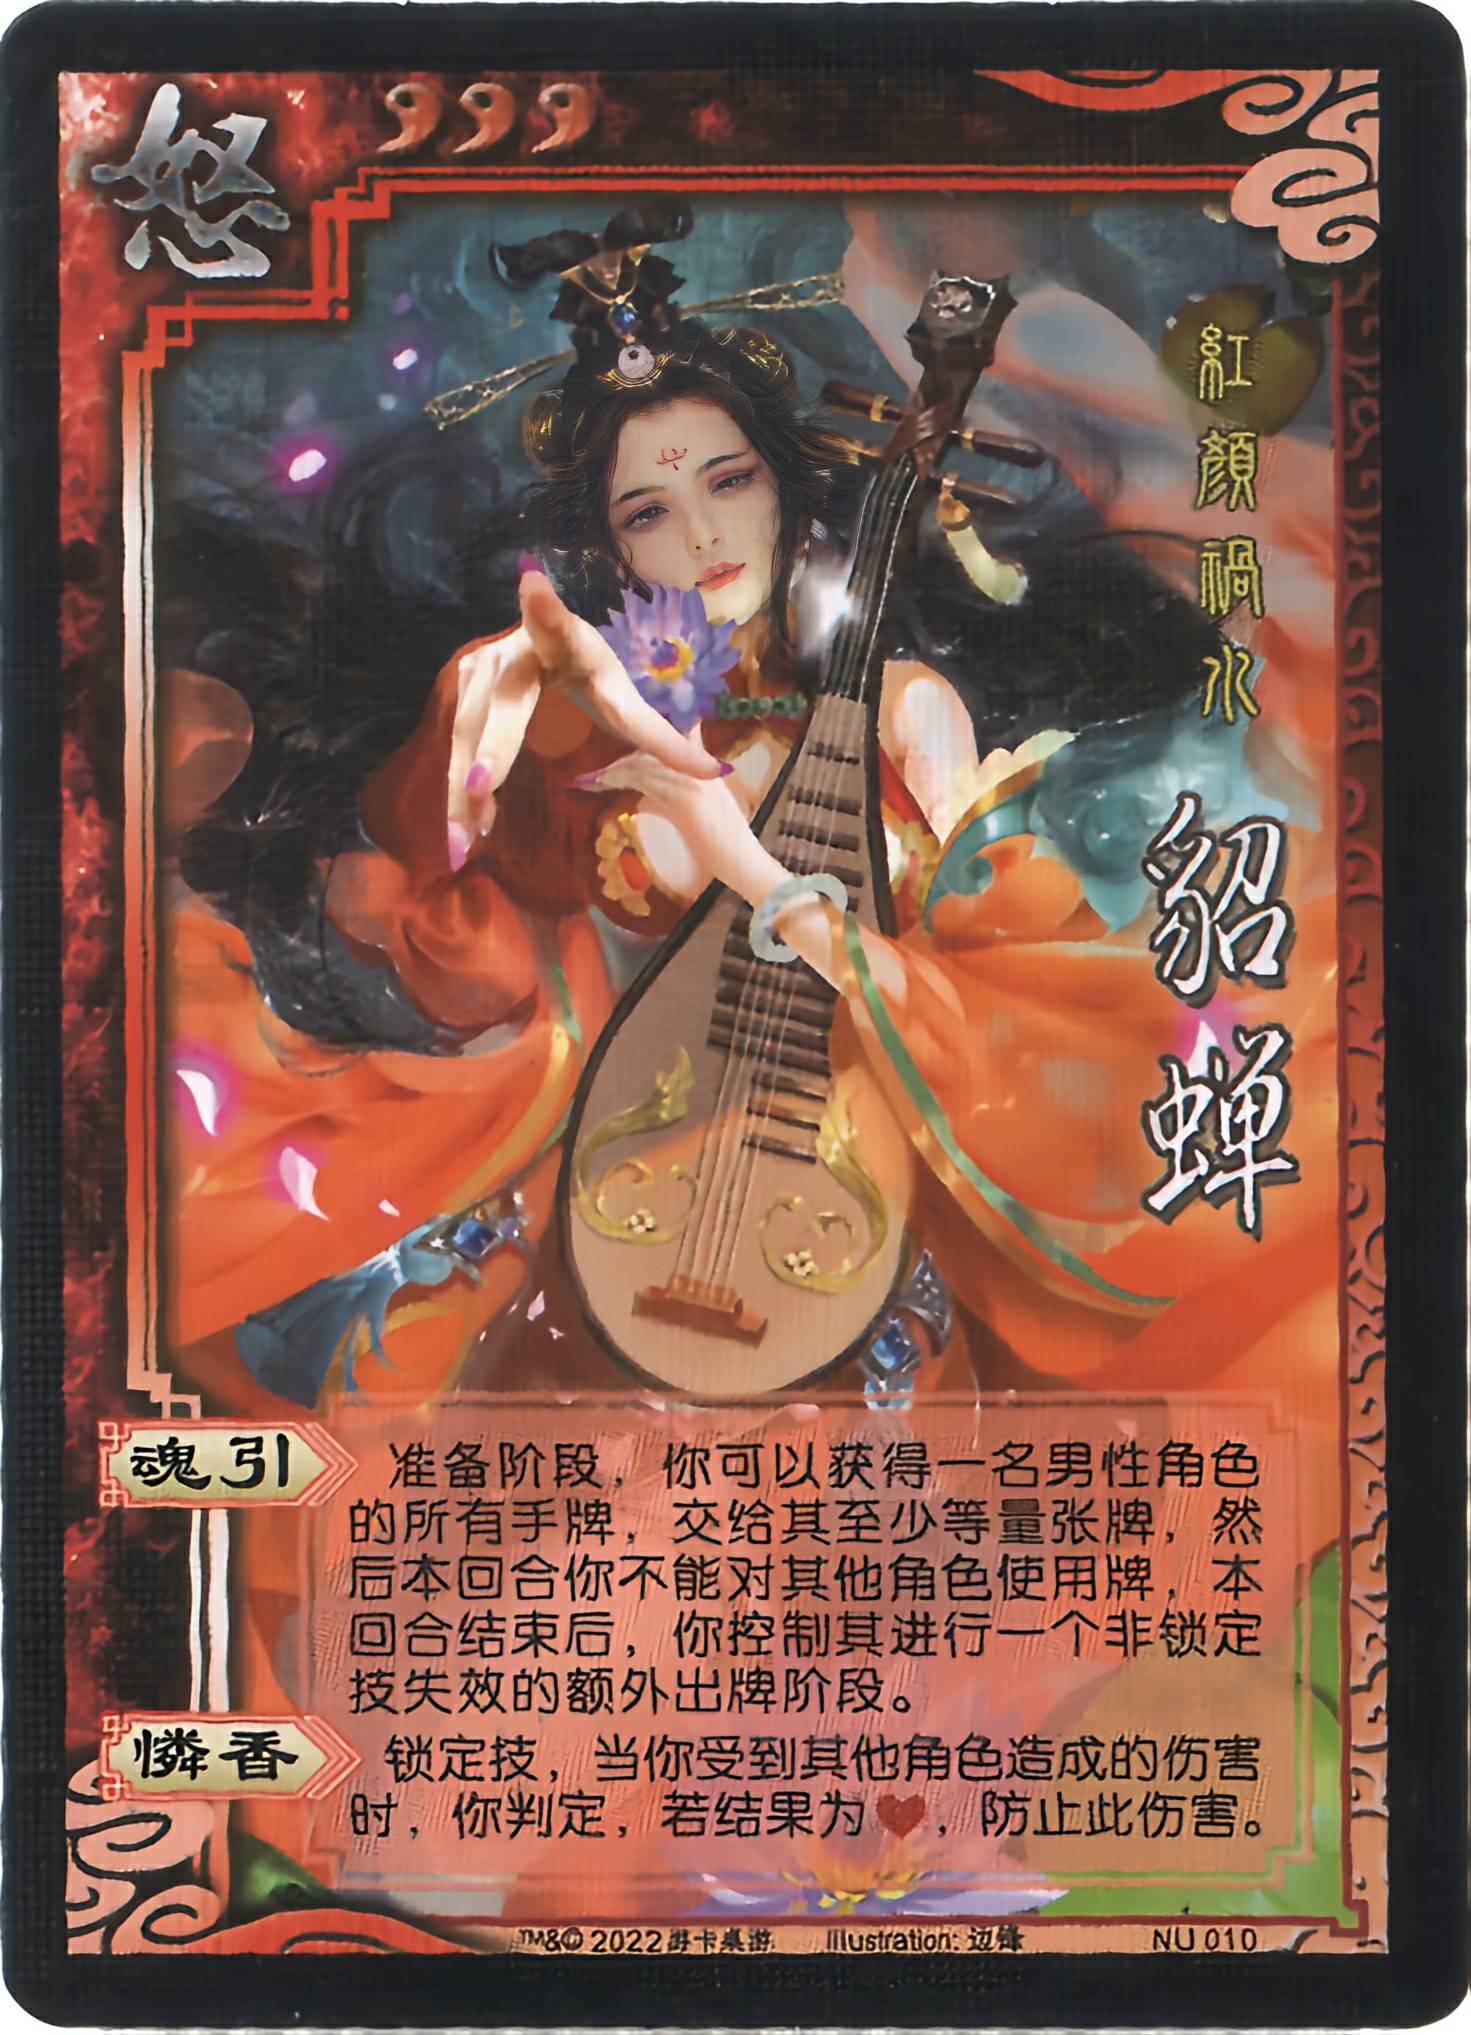 怒
紅顏禍水
貂蝉
魂引
准备阶段，你可以获得一名男性角色
的所有手牌，交给其至少等量张牌，然
后本回合你不能对其他角色使用牌，本
回合结束后，你控制其进行一个非锁定
技失效的额外出牌阶段。
憐香
锁定技，当你受到其他角色造成的伤害
时，你判定，若结果为♥，防止此伤害。
™&© 2022游卡桌游 Illustration: 边锋 NU 010